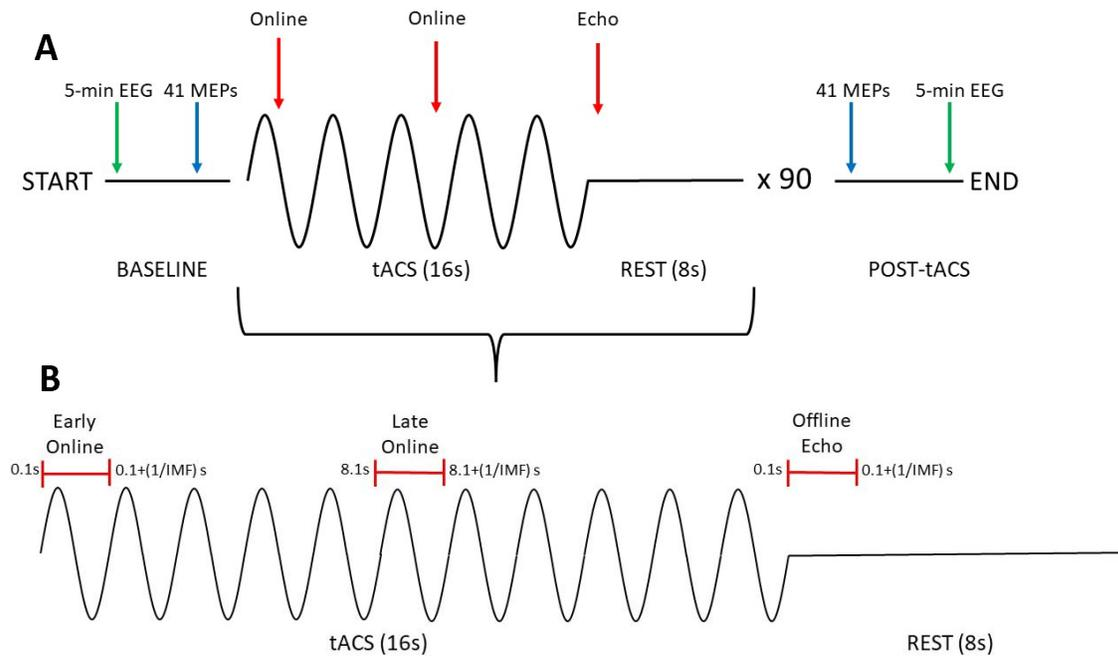 A
Online
Online
Echo
5-min EEG
41 MEPs
41 MEPs
5-min EEG
START
x 90
END
BASELINE
tACS (16s)
REST (8s)
POST-tACS
B
Early
Online
Late
Online
Offline
Echo
0.1s
0.1+(1/IMF) s
8.1s
8.1+(1/IMF) s
0.1s
0.1+(1/IMF) s
tACS (16s)
REST (8s)